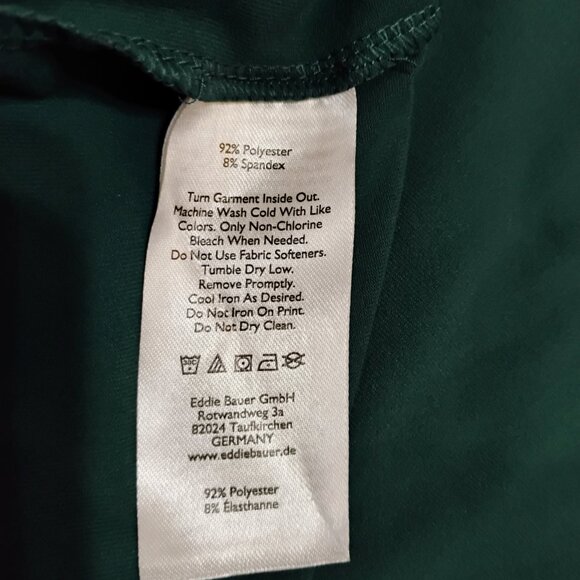 92% Polyester
8% Spandex
Turn Garment Inside Out.
Machine Wash Cold With Like
Colors. Only Non-Chlorine
Bleach When Needed.
Do Not Use Fabric Softeners.
Tumble Dry Low.
Remove Promptly.
Cool Iron As Desired.
Do Not Iron On Print.
Do Not Dry Clean.
Eddie Bauer GmbH
Rotwandweg 3a
82024 Taufkirchen
GERMANY
www.eddiebauer.de
92% Polyester
8% Élasthanne